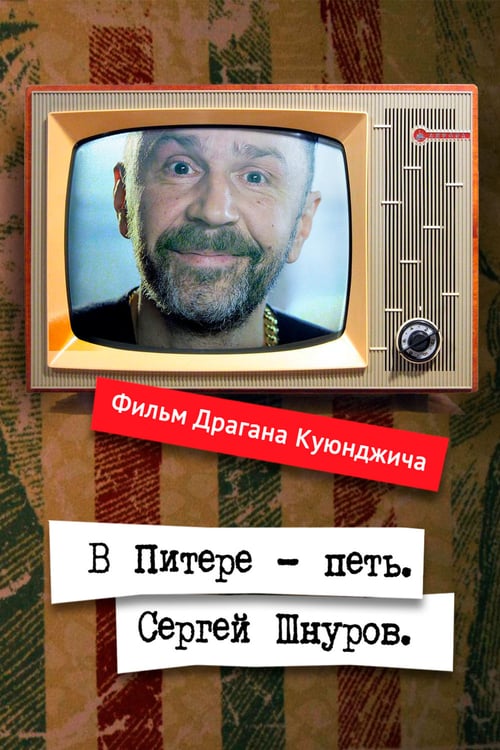 Фильм Драгана Куюнджича
В Питере – петь.
Сергей Шнуров.